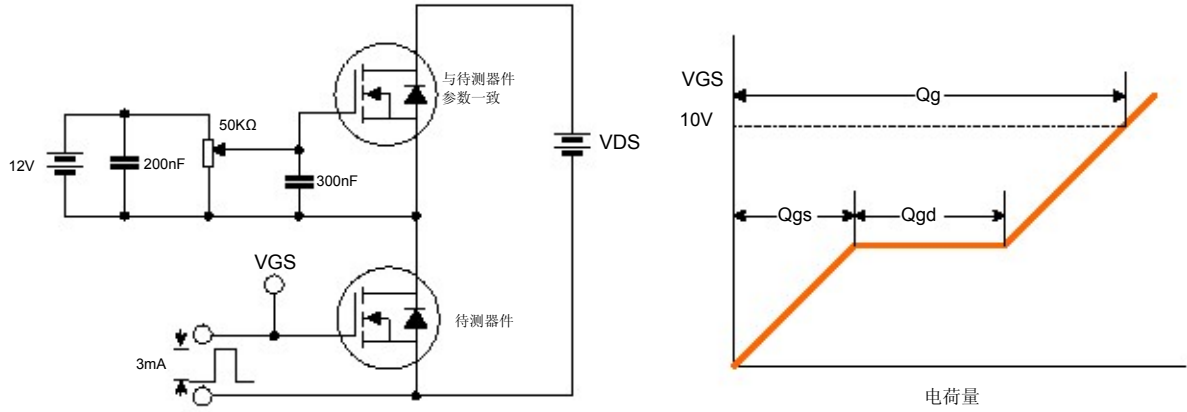 与待测器件
参数一致
50KΩ
12V
200nF
300nF
VDS
VGS
待测器件
3mA
VGS
Qg
10V
Qgs
Qgd
电荷量